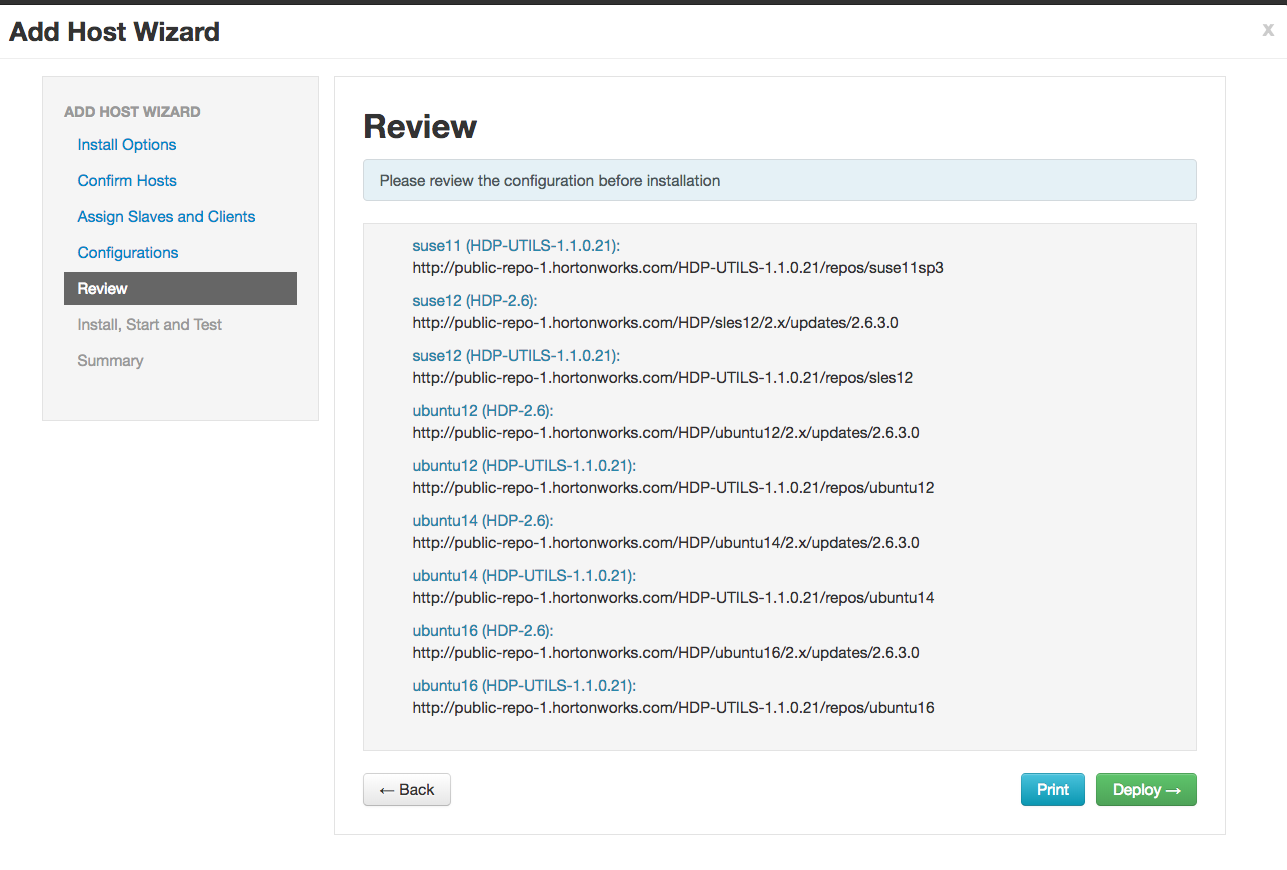 Add Host Wizard
x
ADD HOST WIZARD
Install Options
Confirm Hosts
Assign Slaves and Clients
Configurations
Review
Install, Start and Test
Summary
Review
Please review the configuration before installation
suse11 (HDP-UTILS-1.1.0.21):
http://public-repo-1.hortonworks.com/HDP-UTILS-1.1.0.21/repos/suse11sp3
suse12 (HDP-2.6):
http://public-repo-1.hortonworks.com/HDP/sles12/2.x/updates/2.6.3.0
suse12 (HDP-UTILS-1.1.0.21):
http://public-repo-1.hortonworks.com/HDP-UTILS-1.1.0.21/repos/sles12
ubuntu12 (HDP-2.6):
http://public-repo-1.hortonworks.com/HDP/ubuntu12/2.x/updates/2.6.3.0
ubuntu12 (HDP-UTILS-1.1.0.21):
http://public-repo-1.hortonworks.com/HDP-UTILS-1.1.0.21/repos/ubuntu12
ubuntu14 (HDP-2.6):
http://public-repo-1.hortonworks.com/HDP/ubuntu14/2.x/updates/2.6.3.0
ubuntu14 (HDP-UTILS-1.1.0.21):
http://public-repo-1.hortonworks.com/HDP-UTILS-1.1.0.21/repos/ubuntu14
ubuntu16 (HDP-2.6):
http://public-repo-1.hortonworks.com/HDP/ubuntu16/2.x/updates/2.6.3.0
ubuntu16 (HDP-UTILS-1.1.0.21):
http://public-repo-1.hortonworks.com/HDP-UTILS-1.1.0.21/repos/ubuntu16
← Back
Print
Deploy →